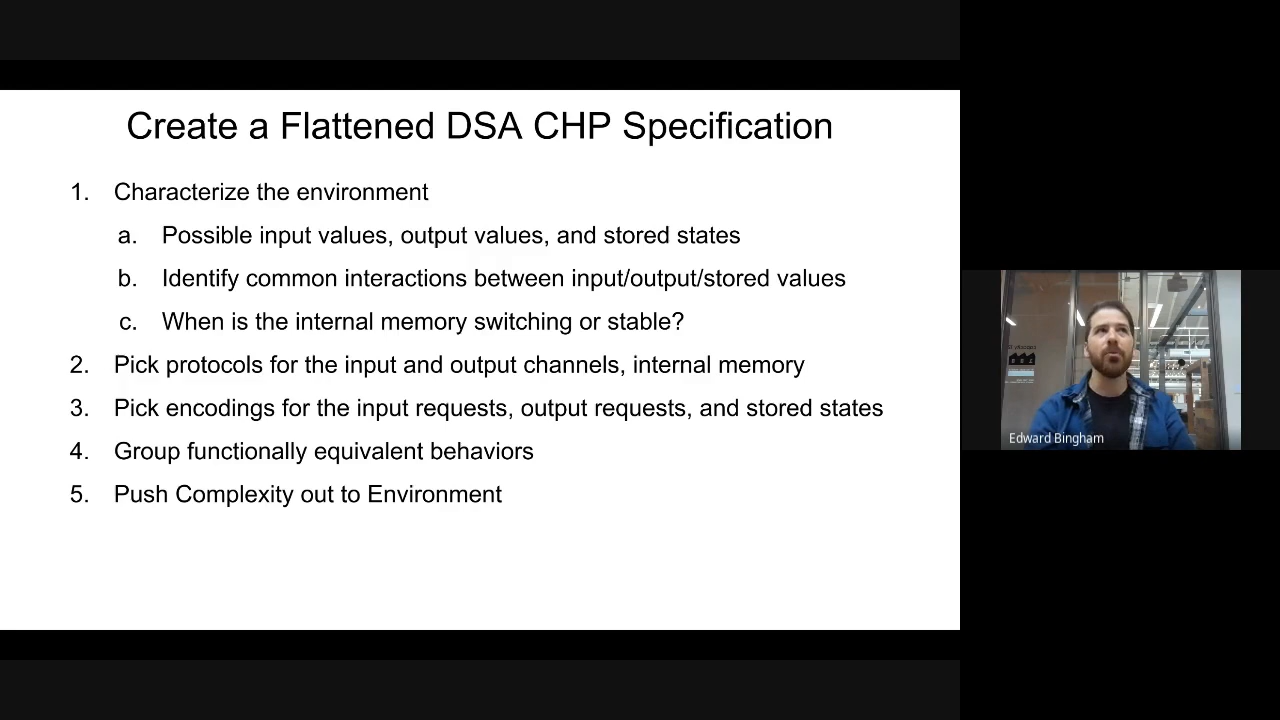 Create a Flattened DSA CHP Specification
1. Characterize the environment
a. Possible input values, output values, and stored states
b. Identify common interactions between input/output/stored values
c. When is the internal memory switching or stable?
2. Pick protocols for the input and output channels, internal memory
3. Pick encodings for the input requests, output requests, and stored states
4. Group functionally equivalent behaviors
5. Push Complexity out to Environment
Edward Bingham